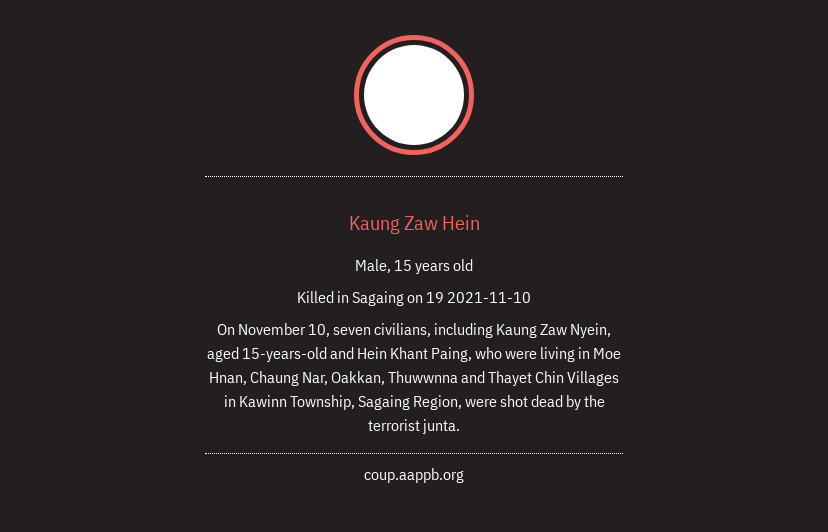 Kaung Zaw Hein
Male, 15 years old
Killed in Sagaing on 19 2021-11-10
On November 10, seven civilians, including Kaung Zaw Nyein,
aged 15-years-old and Hein Khant Paing, who were living in Moe
Hnan, Chaung Nar, Oakkan, Thuwwnna and Thayet Chin Villages
in Kawinn Township, Sagaing Region, were shot dead by the
terrorist junta.
coup.aappb.org